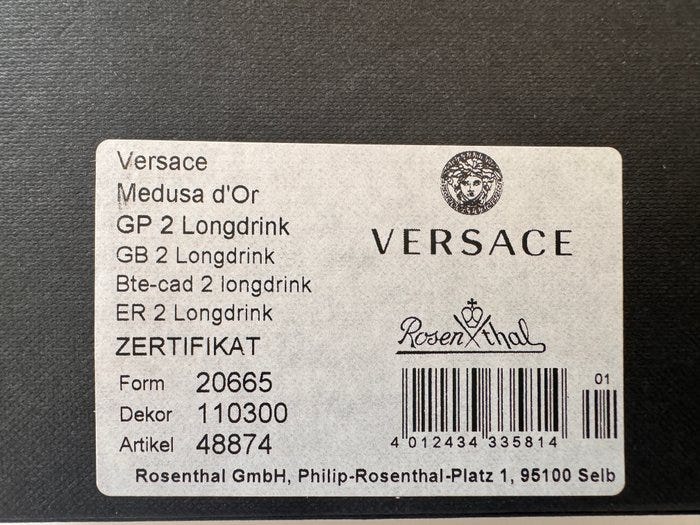 Versace
Medusa d'Or
GP 2 Longdrink
GB 2 Longdrink
Bte-cad 2 longdrink
ER 2 Longdrink
ZERTIFIKAT
Form 20665
Dekor 110300
Artikel 48874
VERSACE
Rosenthal
01
4 012434 335814
Rosenthal GmbH, Philip-Rosenthal-Platz 1, 95100 Selb